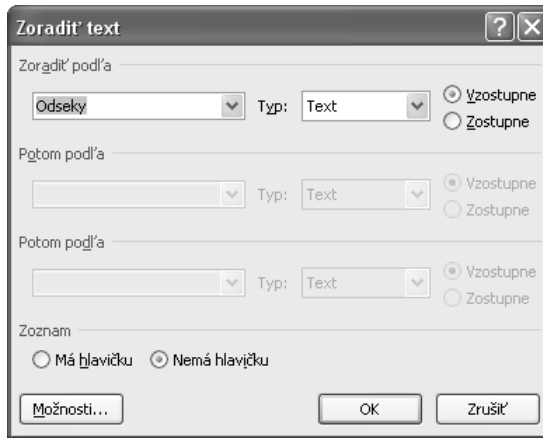 Zoradiť text
Zoradiť podľa
Odseky Typ: Text Vzostupne
Zostupne
Potom podľa
Typ: Text Vzostupne
Zostupne
Potom podľa
Typ: Text Vzostupne
Zostupne
Zoznam
Má hlavičku Nemá hlavičku
Možnosti... OK Zrušiť